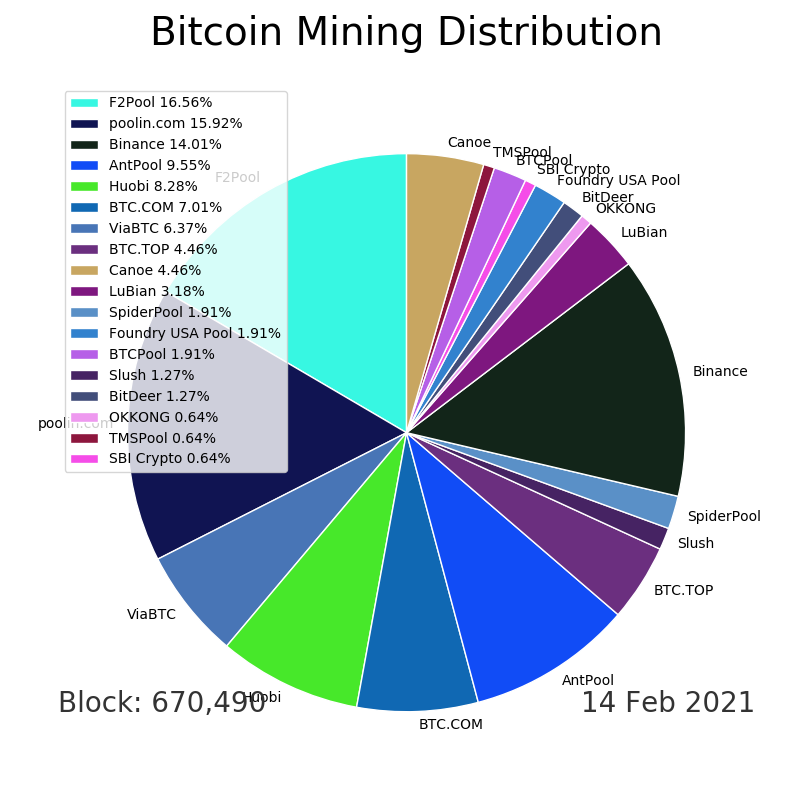 Bitcoin Mining Distribution
F2Pool 16.56%
poolin.com 15.92%
Binance 14.01%
AntPool 9.55%
Huobi 8.28%
BTC.COM 7.01%
ViaBTC 6.37%
BTC.TOP 4.46%
Canoe 4.46%
LuBian 3.18%
SpiderPool 1.91%
Foundry USA Pool 1.91%
BTCPool 1.91%
Slush 1.27%
BitDeer 1.27%
OKKONG 0.64%
TMSPool 0.64%
SBI Crypto 0.64%
Canoe
TMSPool
BTCPool
SBI Crypto
Foundry USA Pool
BitDeer
OKKONG
LuBian
Binance
SpiderPool
Slush
BTC.TOP
AntPool
BTC.COM
Huobi
ViaBTC
poolin.com
F2Pool
Block: 670,490
14 Feb 2021